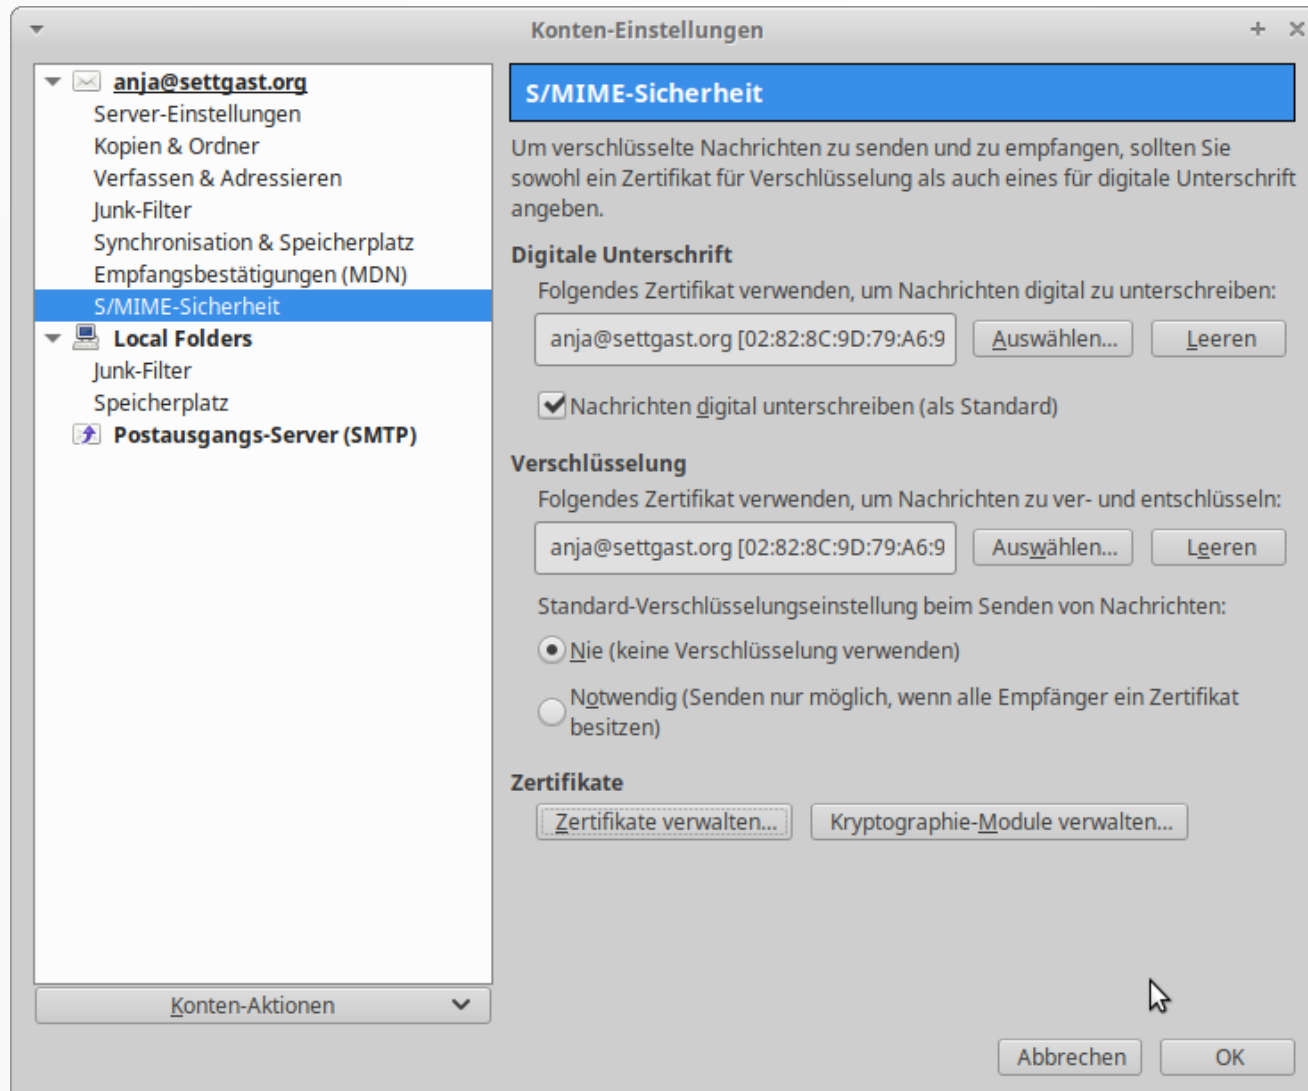 Konten-Einstellungen
anja@settgast.org
Server-Einstellungen
Kopien & Ordner
Verfassen & Adressieren
Junk-Filter
Synchronisation & Speicherplatz
Empfangsbestätigungen (MDN)
S/MIME-Sicherheit
Local Folders
Junk-Filter
Speicherplatz
Postausgangs-Server (SMTP)
Konten-Aktionen
S/MIME-Sicherheit
Um verschlüsselte Nachrichten zu senden und zu empfangen, sollten Sie
sowohl ein Zertifikat für Verschlüsselung als auch eines für digitale Unterschrift
angeben.
Digitale Unterschrift
Folgendes Zertifikat verwenden, um Nachrichten digital zu unterschreiben:
anja@settgast.org [02:82:8C:9D:79:A6:9 Auswählen... Leeren
Nachrichten digital unterschreiben (als Standard)
Verschlüsselung
Folgendes Zertifikat verwenden, um Nachrichten zu ver- und entschlüsseln:
anja@settgast.org [02:82:8C:9D:79:A6:9 Auswählen... Leeren
Standard-Verschlüsselungseinstellung beim Senden von Nachrichten:
Nie (keine Verschlüsselung verwenden)
Notwendig (Senden nur möglich, wenn alle Empfänger ein Zertifikat
besitzen)
Zertifikate
Zertifikate verwalten... Kryptographie-Module verwalten...
Abbrechen OK